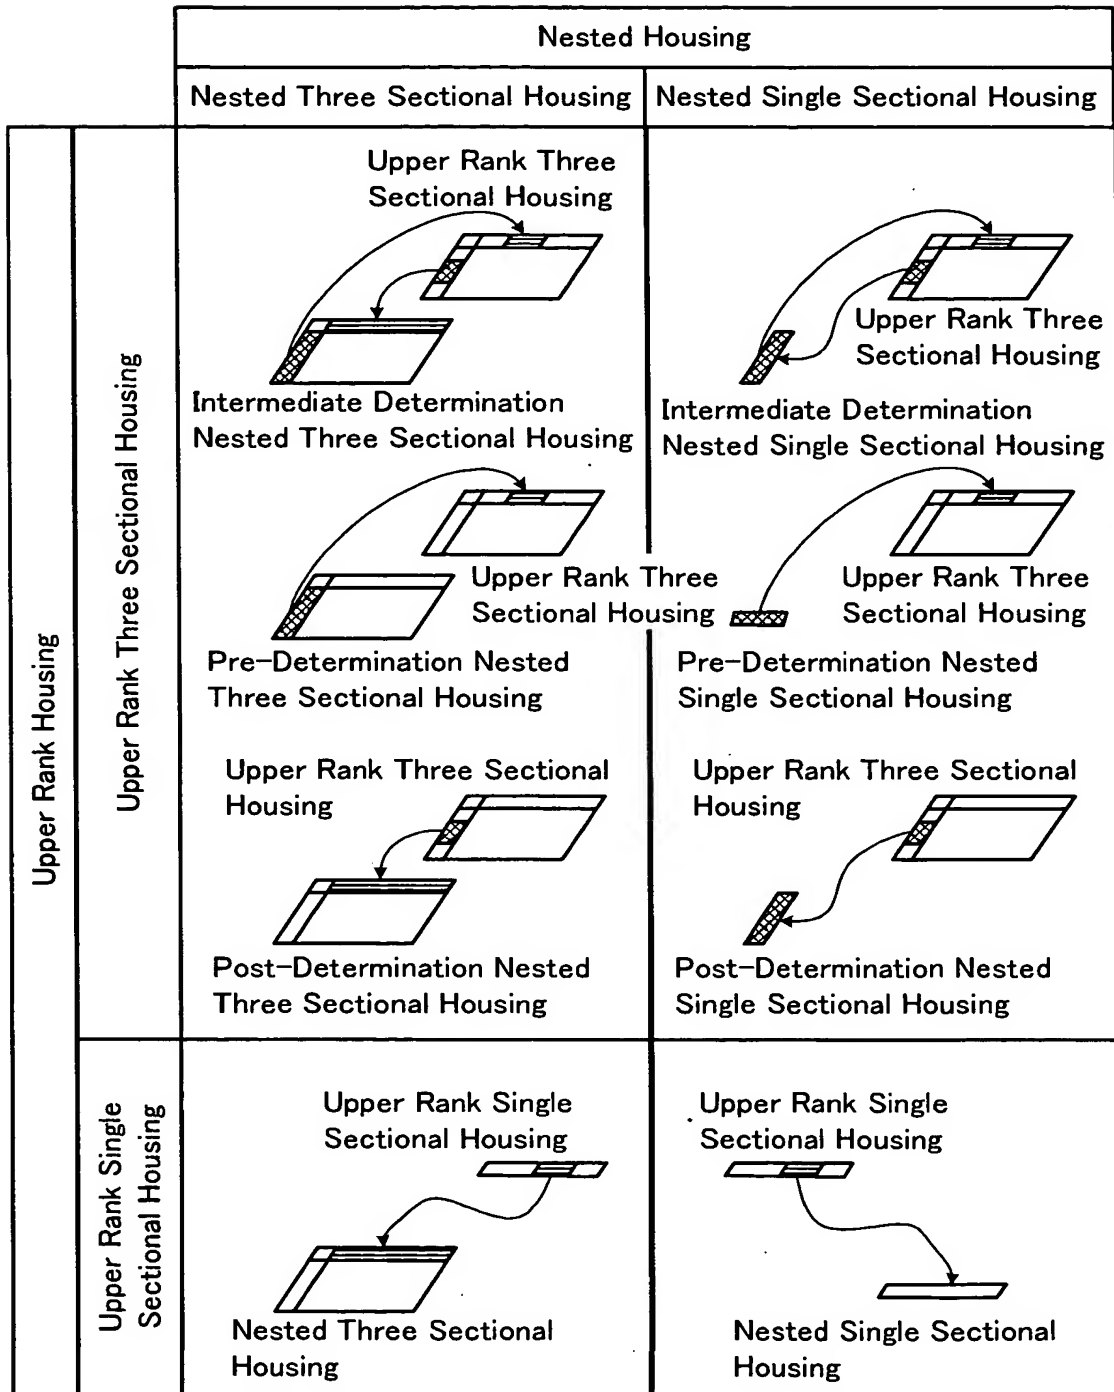 Nested Housing
Nested Three Sectional Housing
Nested Single Sectional Housing
Upper Rank Housing
Upper Rank Three Sectional Housing
Upper Rank Three
Sectional Housing
Intermediate Determination
Nested Three Sectional Housing
Upper Rank Three
Sectional Housing
Pre-Determination Nested
Three Sectional Housing
Upper Rank Three Sectional
Housing
Post-Determination Nested
Three Sectional Housing
Upper Rank Three
Sectional Housing
Intermediate Determination
Nested Single Sectional Housing
Upper Rank Three
Sectional Housing
Pre-Determination Nested
Single Sectional Housing
Upper Rank Three Sectional
Housing
Post-Determination Nested
Single Sectional Housing
Upper Rank Single
Sectional Housing
Upper Rank Single
Sectional Housing
Nested Three Sectional
Housing
Upper Rank Single
Sectional Housing
Nested Single Sectional
Housing